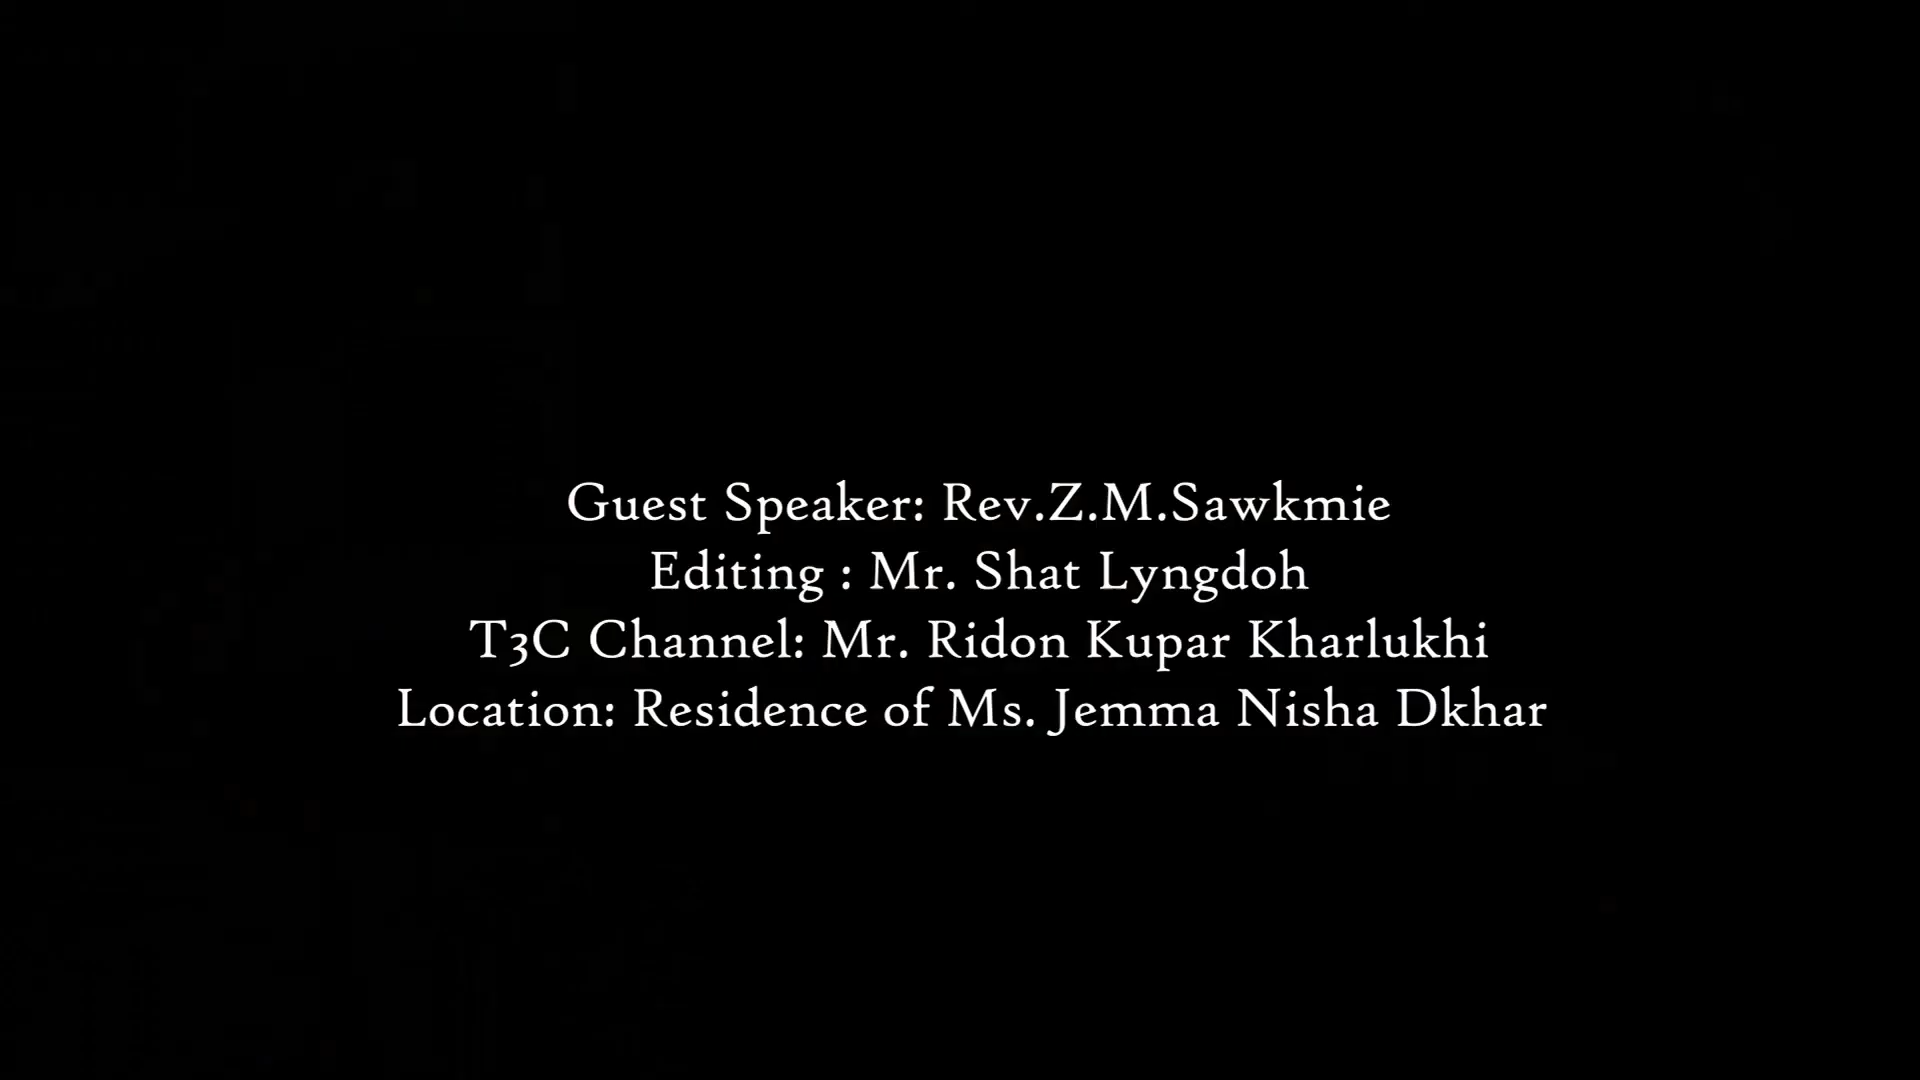 Guest Speaker: Rev.Z.M.Sawkmie
Editing : Mr. Shat Lyngdoh
T3C Channel: Mr. Ridon Kupar Kharlukhi
Location: Residence of Ms. Jemma Nisha Dkhar